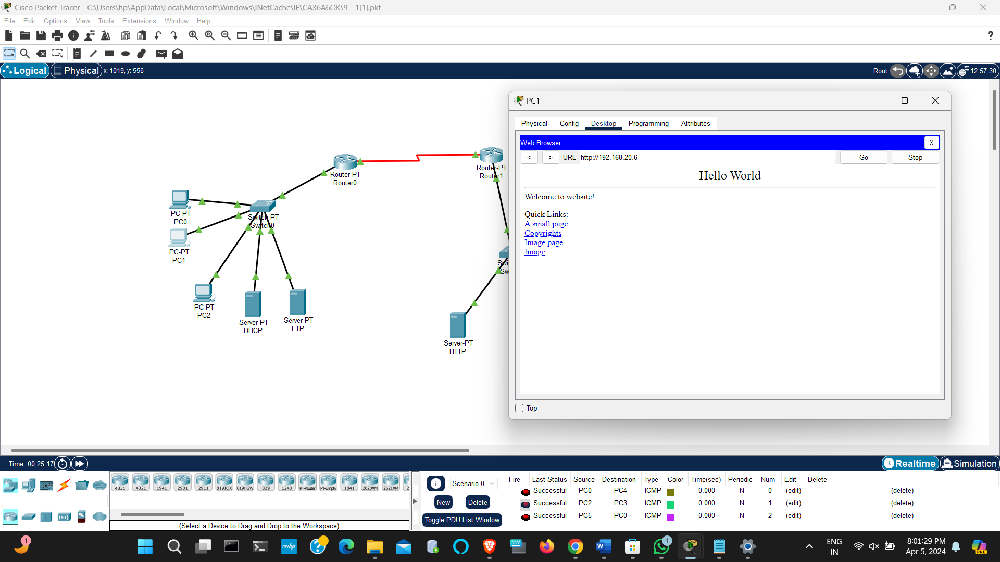 Cisco Packet Tracer - C:\Users\hp\AppData\Local\Microsoft\Windows\INetCache\IE\CA36A6OK\9 - 1[1].pkt
File Edit Options View Tools Extensions Window Help
?
Logical Physical x: 1019, y: 556 Root 12:57:30
PC1
Physical Config Desktop Programming Attributes
Web Browser X
< > URL http://192.168.20.6 Go Stop
Hello World
Welcome to website!
Quick Links:
A small page
Copyrights
Image page
Image
Top
Router-PT
Router0
Router-PT
Router1
PC-PT
PC0
Switch-PT
Switch0
PC-PT
PC1
Swi
Sw
PC-PT
PC2
Server-PT
DHCP
Server-PT
FTP
Server-PT
HTTP
Time: 00:25:17 Realtime Simulation
4331 4321 1941 2901 2911 819IOX 819HGW 829 1240 PT-Router PT-Empty 1841 2620XM 2621XM 2
(Select a Device to Drag and Drop to the Workspace)
Scenario 0
New Delete
Toggle PDU List Window
Fire Last Status Source Destination Type Color Time(sec) Periodic Num Edit Delete
Successful PC0 PC4 ICMP 0.000 N 0 (edit) (delete)
Successful PC2 PC3 ICMP 0.000 N 1 (edit) (delete)
Successful PC5 PC0 ICMP 0.000 N 2 (edit) (delete)
1
myhp
?
W
1
ENG
IN
8:01:29 PM
Apr 5, 2024
PRE